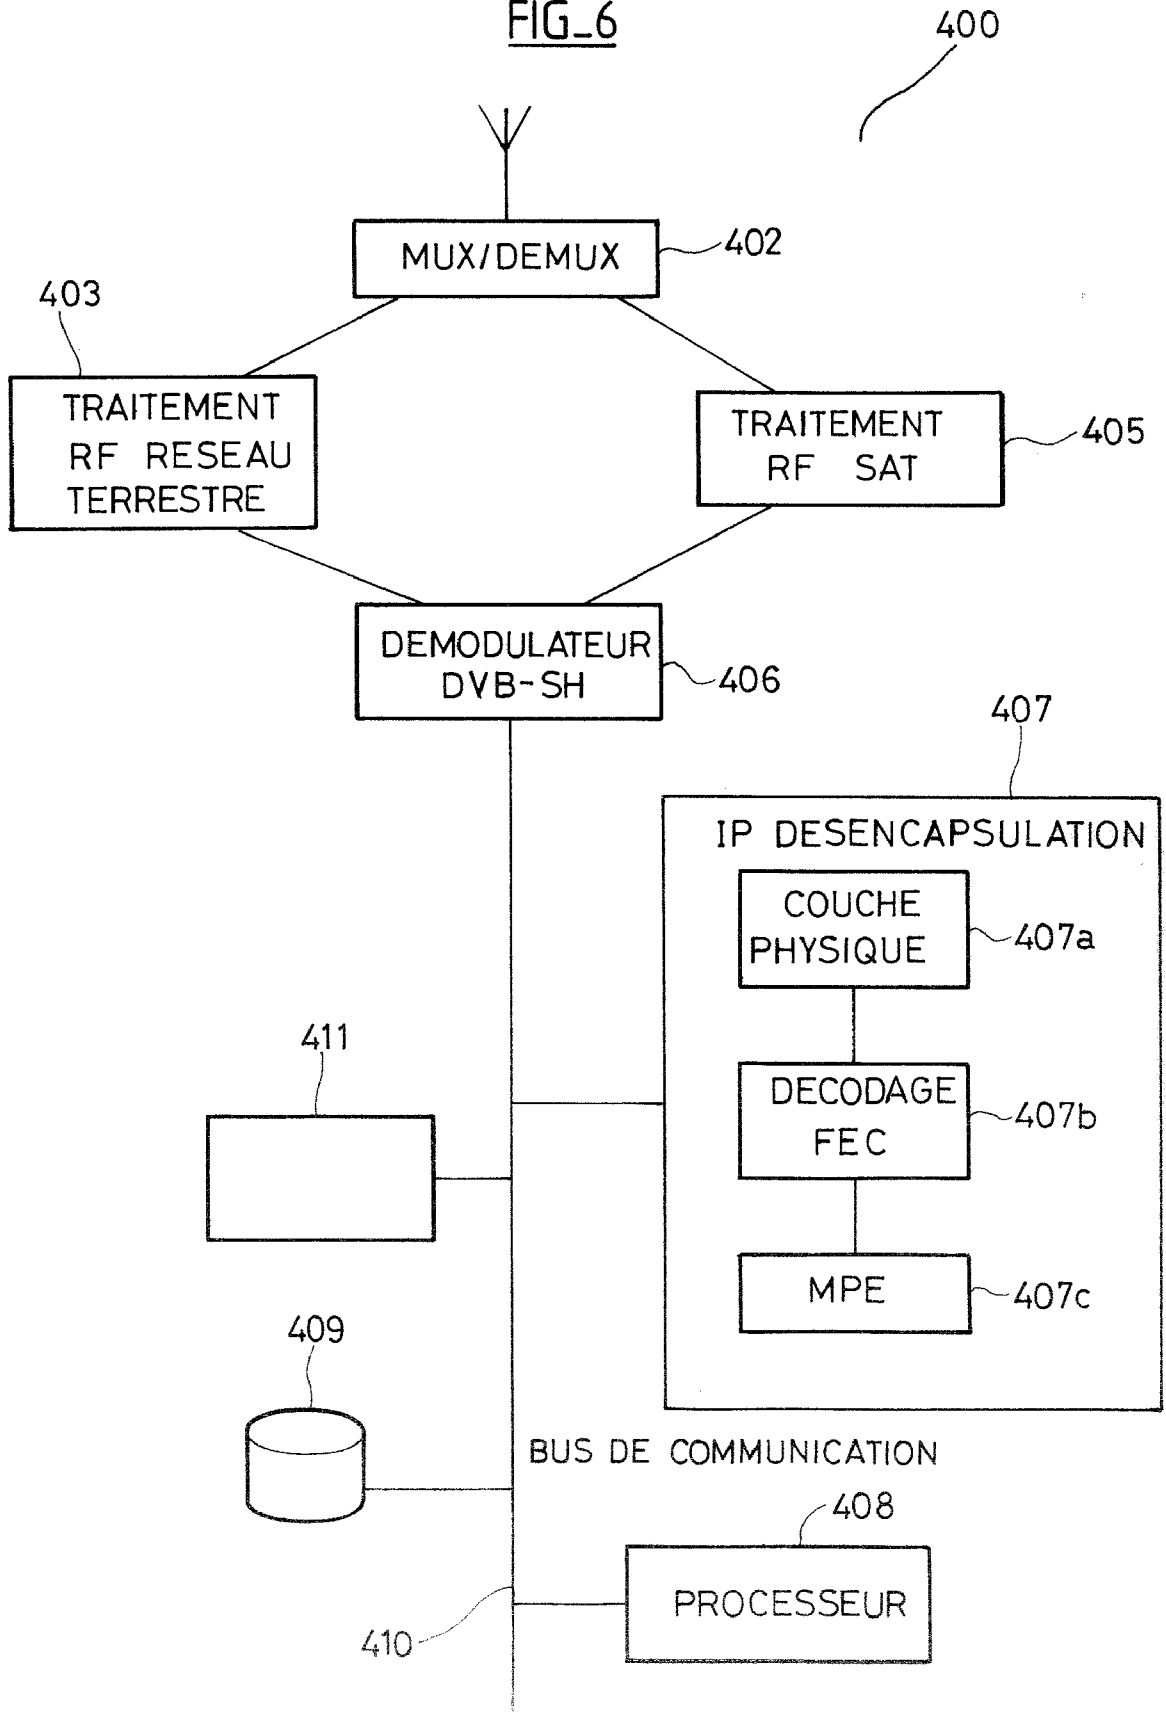 FIG_6
400
MUX/DEMUX
402
403
TRAITEMENT
RF RESEAU
TERRESTRE
TRAITEMENT
RF SAT
405
DEMODULATEUR
DVB-SH
406
407
IP DESENCAPSULATION
COUCHE
PHYSIQUE
407a
411
DECODAGE
FEC
407b
MPE
407c
409
BUS DE COMMUNICATION
408
PROCESSEUR
410